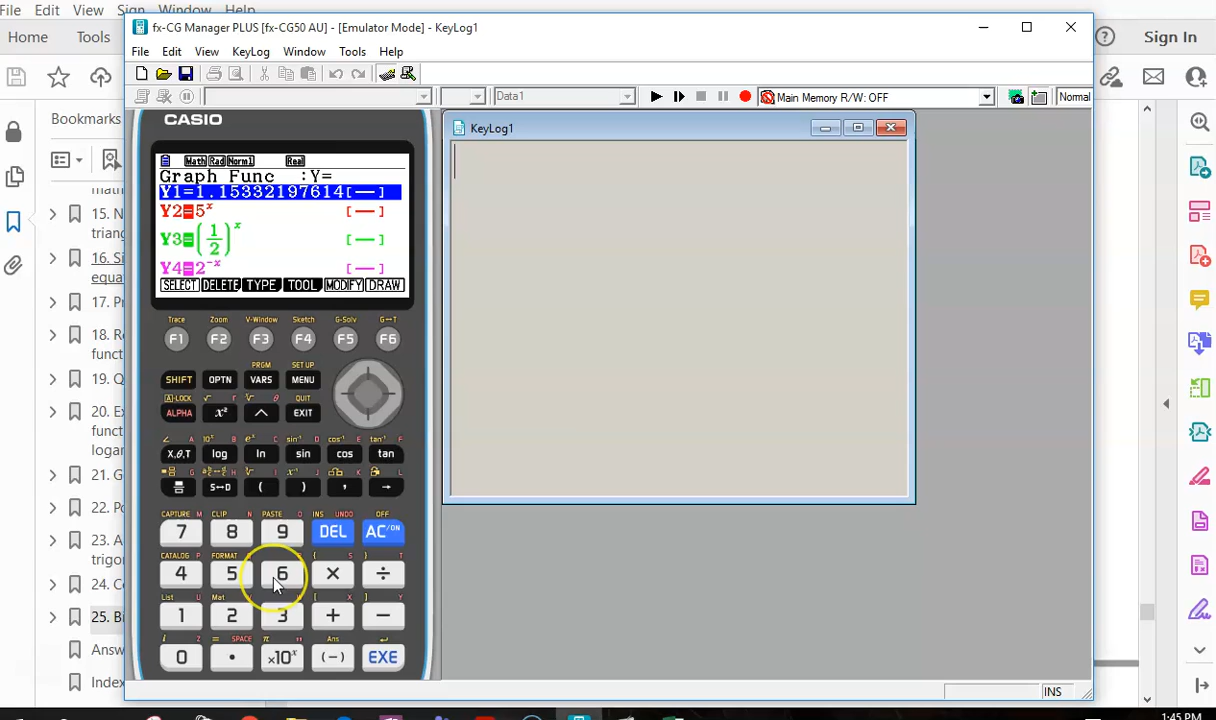 File Edit View Window
Home Tools
Sign In
fx-CG Manager PLUS [fx-CG50 AU] - [Emulator Mode] - KeyLog1
File Edit View KeyLog Window Tools Help
Data1
Main Memory R/W: OFF
Normal
Bookmarks
15. N
triang
16. Si
equat
17. Pr
18. Re
funct
19. Q
20. Ex
funct
logan
21. G
22. Po
23. A
trigon
24. Co
25. Bi
Answ
Index
KeyLog1
CASIO
Math Rad Norm1 Real
Graph Func :Y=
Y1=1.15332197614[—]
Y2=5ˣ [—]
Y3=(1/2)ˣ [—]
Y4=2⁻ˣ [—]
SELECT DELETE TYPE TOOL MODIFY DRAW
Trace Zoom V-Window Sketch G-Solv G↔T
F1 F2 F3 F4 F5 F6
PRGM SET UP
SHIFT OPTN VARS MENU
A-LOCK √ r ˣ√ θ QUIT
ALPHA x² ^ EXIT
∠ A 10ˣ B eˣ C sin⁻¹ D cos⁻¹ E tan⁻¹ F
X,θ,T log ln sin cos tan
G H I x⁻¹ J K L
S↔D ( ) , →
CAPTURE M CLIP N PASTE O INS UNDO OFF
7 8 9 DEL AC/ON
CATALOG P FORMAT { S } T
4 5 6 × ÷
List U Mat V [ X ] Y
1 2 3 + −
i Z = SPACE π Ans
0 • ×10ˣ (−) EXE
INS
1:45 PM